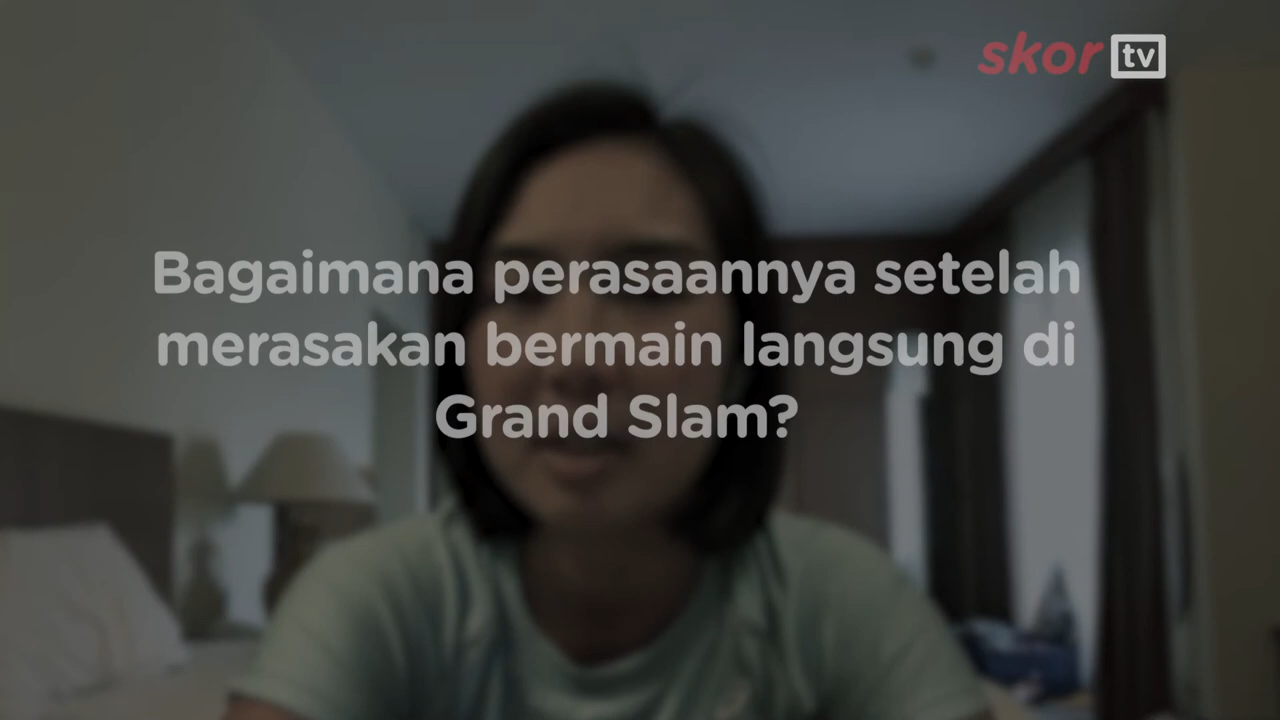 skor tv
Bagaimana perasaannya setelah
merasakan bermain langsung di
Grand Slam?